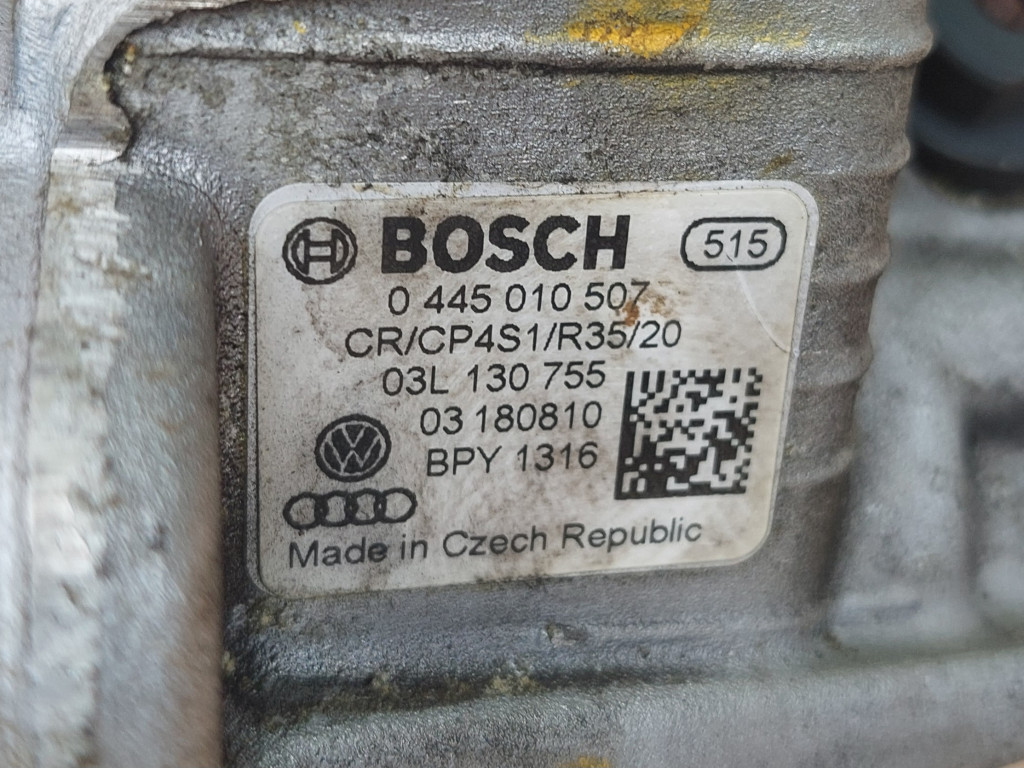 BOSCH 515
0 445 010 507
CR/CP4S1/R35/20
03L 130 755
03 180810
BPY 1316
Made in Czech Republic